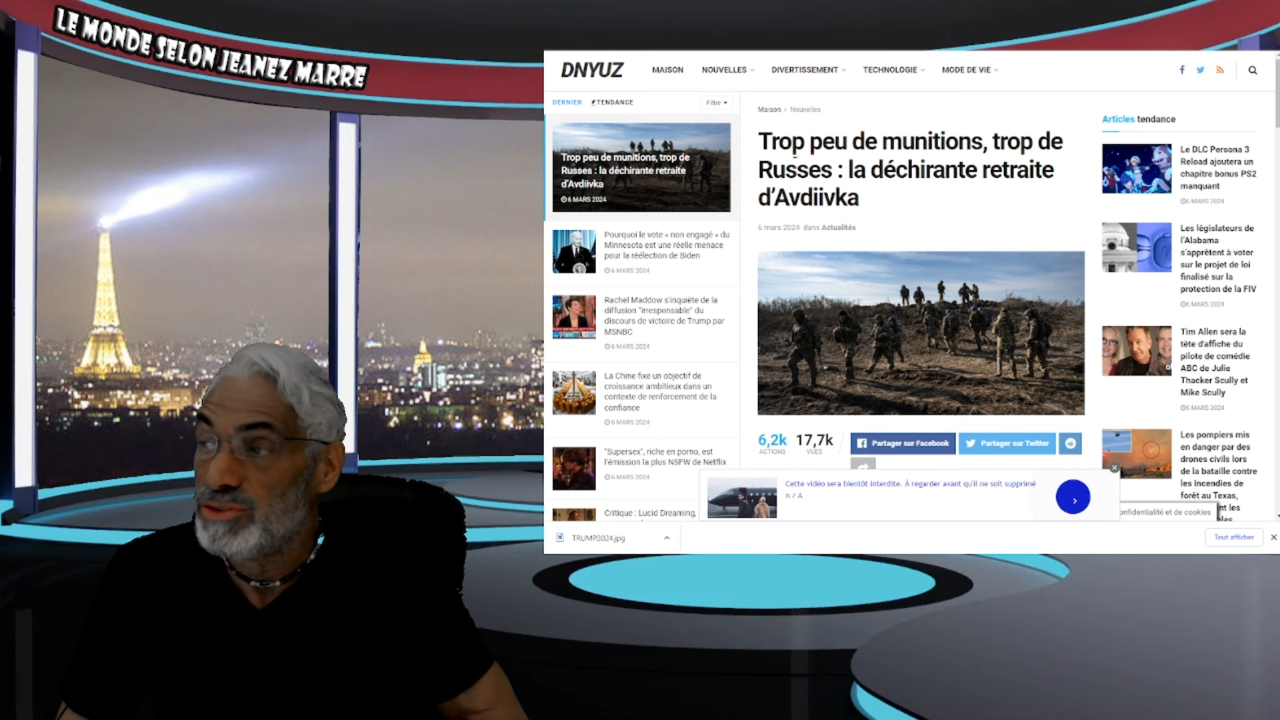 LE MONDE SELON JEANEZ MARRE
DNYUZ
MAISON NOUVELLES DIVERTISSEMENT TECHNOLOGIE MODE DE VIE
DERNIER TENDANCE Filtre
Trop peu de munitions, trop de
Russes : la déchirante retraite
d'Avdiivka
6 MARS 2024
Pourquoi le vote « non engagé » du
Minnesota est une réelle menace
pour la réélection de Biden
6 MARS 2024
Rachel Maddow s'inquiète de la
diffusion "irresponsable" du
discours de victoire de Trump par
MSNBC
6 MARS 2024
La Chine fixe un objectif de
croissance ambitieux dans un
contexte de renforcement de la
confiance
6 MARS 2024
"Supersex", riche en porno, est
l'émission la plus NSFW de Netflix
6 MARS 2024
Critique : Lucid Dreaming,
Maison > Nouvelles
Trop peu de munitions, trop de
Russes : la déchirante retraite
d'Avdiivka
6 mars 2024 dans Actualités
6,2k 17,7k
ACTIONS VUES
Partager sur Facebook
Partager sur Twitter
Articles tendance
Le DLC Persona 3
Reload ajoutera un
chapitre bonus PS2
manquant
6 MARS 2024
Les législateurs de
l'Alabama
s'apprêtent à voter
sur le projet de loi
finalisé sur la
protection de la FIV
6 MARS 2024
Tim Allen sera la
tête d'affiche du
pilote de comédie
ABC de Julie
Thacker Scully et
Mike Scully
6 MARS 2024
Les pompiers mis
en danger par des
drones civils lors
de la bataille contre
les incendies de
forêt au Texas,
nt les
Cette vidéo sera bientôt interdite. À regarder avant qu'il ne soit supprimé
n / A
onfidentialité et de cookies
TRUMP2024.jpg
Tout afficher